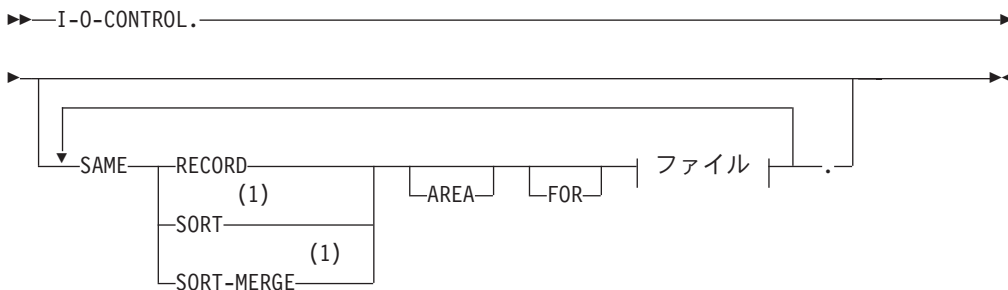 I-O-CONTROL.
SAME RECORD AREA FOR ファイル .
(1)
SORT
(1)
SORT-MERGE